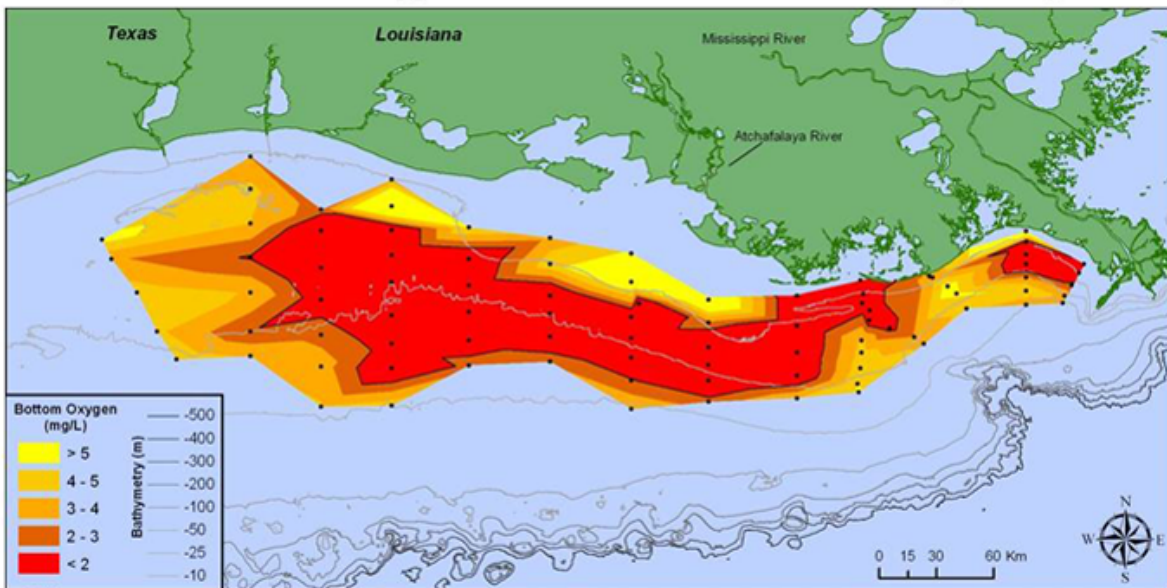 Texas
Louisiana
Mississippi River
Atchafalaya River
Bottom Oxygen
(mg/L)
> 5
4 - 5
3 - 4
2 - 3
< 2
Bathymetry (m)
-500
-400
-300
-200
-100
-50
-25
-10
0 15 30 60 Km
N
W E
S